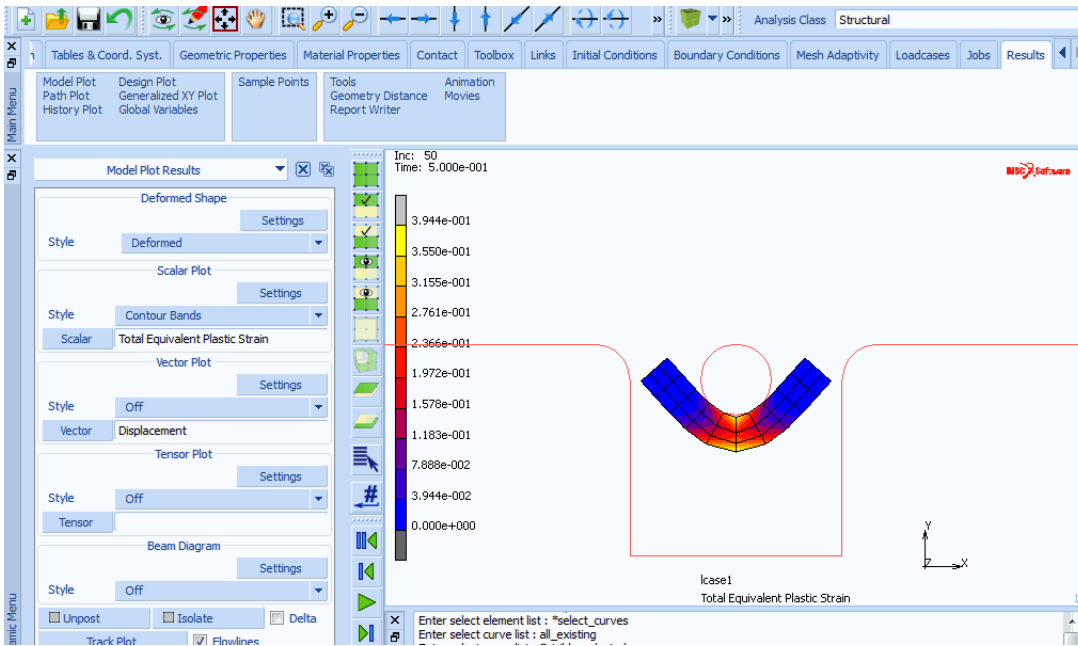 Analysis Class Structural
Tables & Coord. Syst. Geometric Properties Material Properties Contact Toolbox Links Initial Conditions Boundary Conditions Mesh Adaptivity Loadcases Jobs Results
Model Plot Design Plot Sample Points Tools Animation
Path Plot Generalized XY Plot Geometry Distance Movies
History Plot Global Variables Report Writer
Main Menu
Model Plot Results
Deformed Shape
Settings
Style Deformed
Scalar Plot
Settings
Style Contour Bands
Scalar Total Equivalent Plastic Strain
Vector Plot
Settings
Style Off
Vector Displacement
Tensor Plot
Settings
Style Off
Tensor
Beam Diagram
Settings
Style Off
Unpost Isolate Delta
Track Plot Flowlines
Inc: 50
Time: 5.000e-001
MSC Software
3.944e-001
3.550e-001
3.155e-001
2.761e-001
2.366e-001
1.972e-001
1.578e-001
1.183e-001
7.888e-002
3.944e-002
0.000e+000
Y
Z X
lcase1
Total Equivalent Plastic Strain
1
Enter select element list : *select_curves
Enter select curve list : all_existing